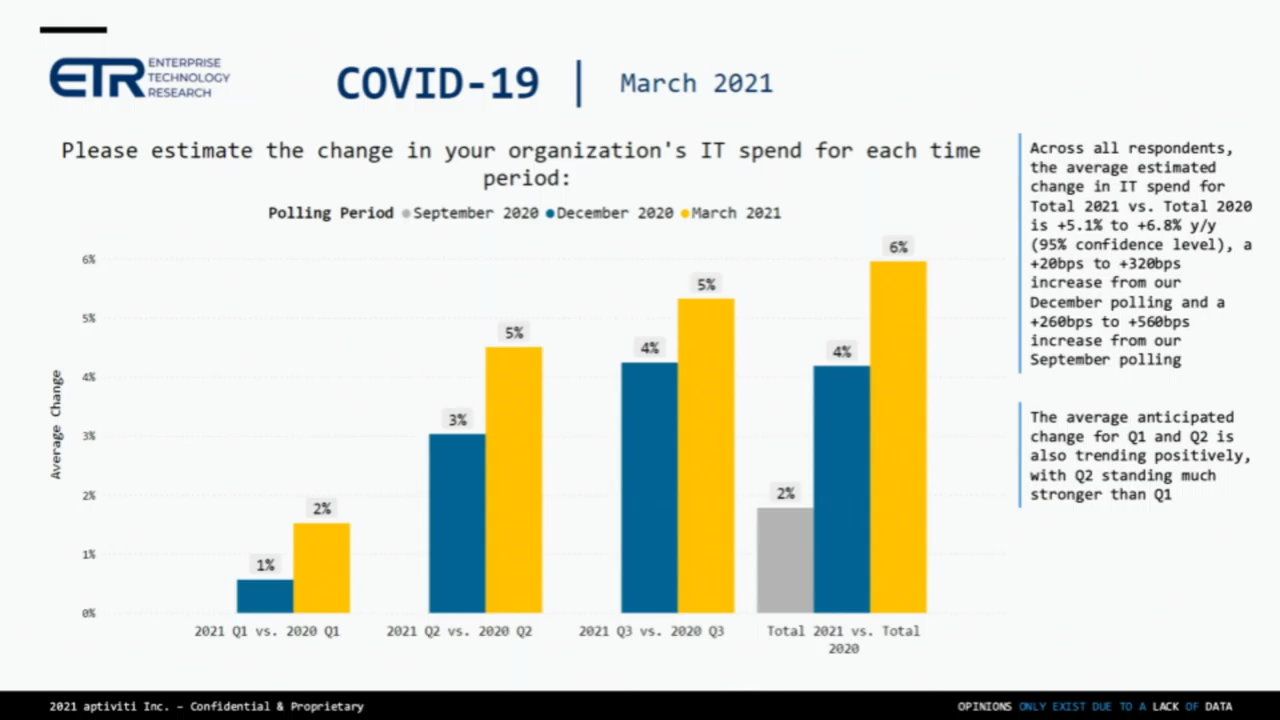 ETR ENTERPRISE
TECHNOLOGY
RESEARCH
COVID-19 | March 2021
Please estimate the change in your organization's IT spend for each time
period:
Polling Period September 2020 December 2020 March 2021
Average Change
6%
5%
4%
3%
2%
1%
0%
1%
2%
3%
5%
4%
5%
2%
4%
6%
2021 Q1 vs. 2020 Q1
2021 Q2 vs. 2020 Q2
2021 Q3 vs. 2020 Q3
Total 2021 vs. Total
2020
Across all respondents,
the average estimated
change in IT spend for
Total 2021 vs. Total 2020
is +5.1% to +6.8% y/y
(95% confidence level), a
+20bps to +320bps
increase from our
December polling and a
+260bps to +560bps
increase from our
September polling
The average anticipated
change for Q1 and Q2 is
also trending positively,
with Q2 standing much
stronger than Q1
2021 aptiviti Inc. – Confidential & Proprietary
OPINIONS ONLY EXIST DUE TO A LACK OF DATA